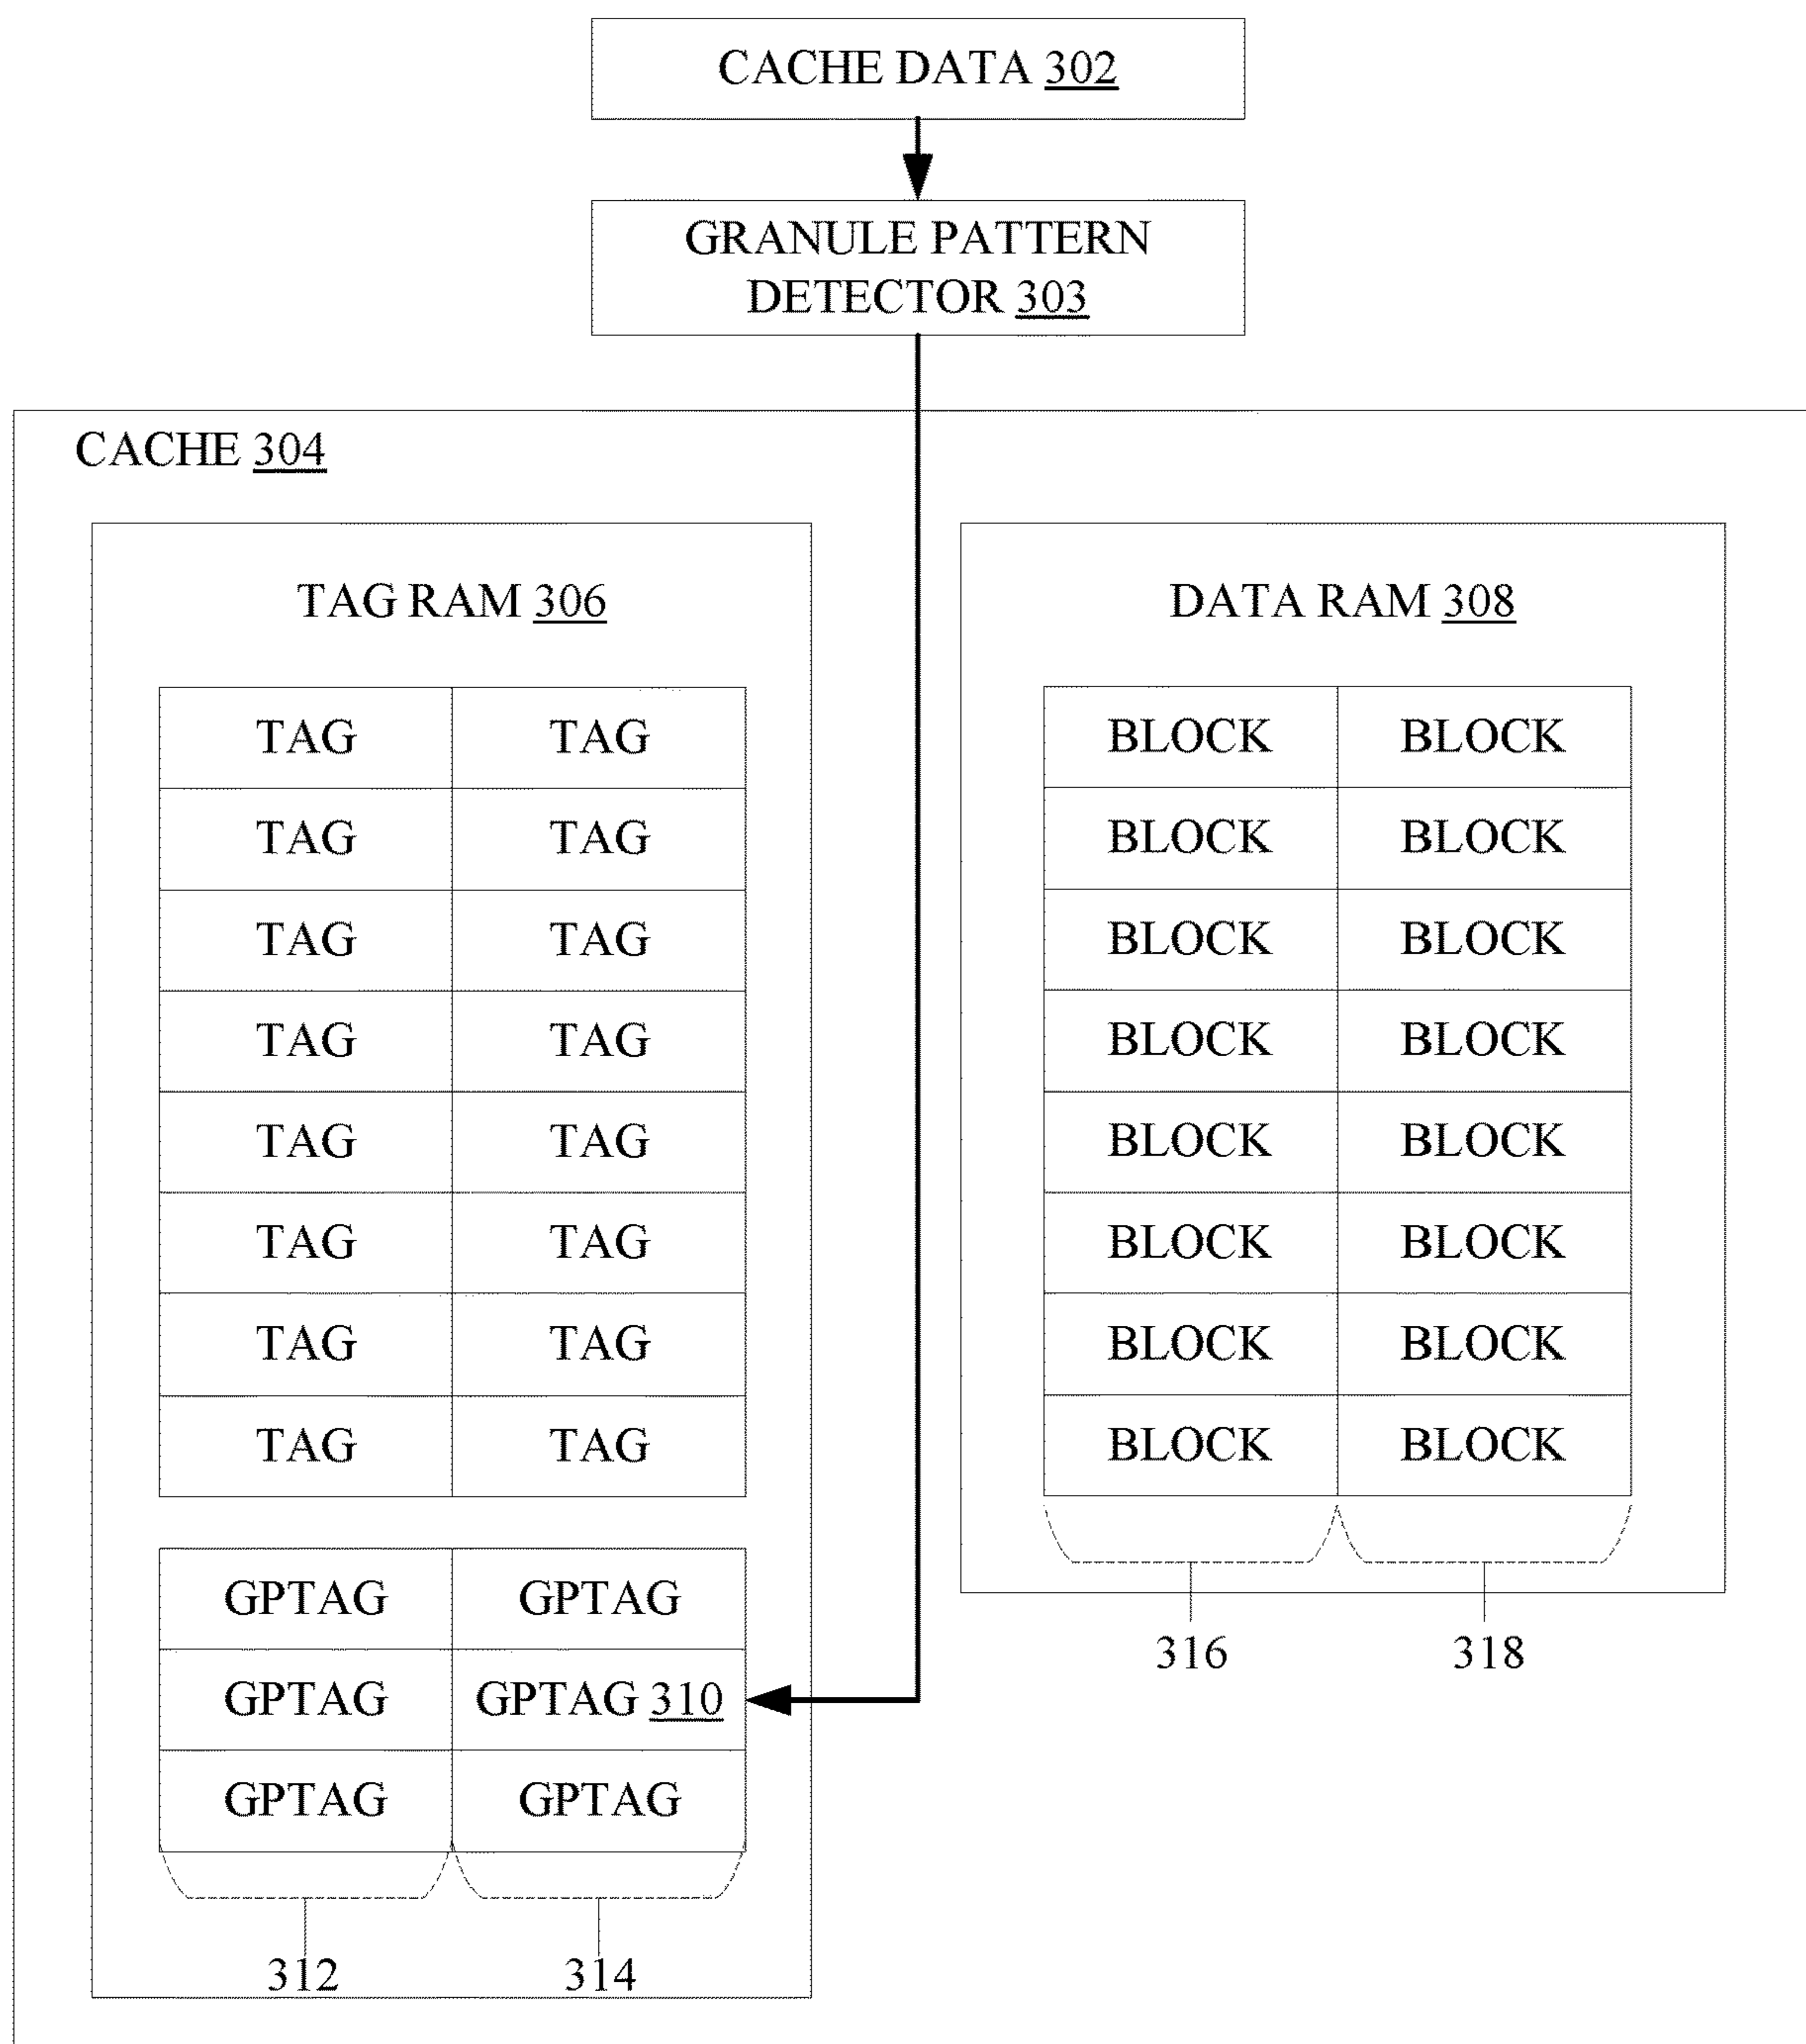 CACHE DATA 302
GRANULE PATTERN
DETECTOR 303
CACHE 304
TAG RAM 306
TAG TAG
TAG TAG
TAG TAG
TAG TAG
TAG TAG
TAG TAG
TAG TAG
TAG TAG
GPTAG GPTAG
GPTAG GPTAG 310
GPTAG GPTAG
312 314
DATA RAM 308
BLOCK BLOCK
BLOCK BLOCK
BLOCK BLOCK
BLOCK BLOCK
BLOCK BLOCK
BLOCK BLOCK
BLOCK BLOCK
BLOCK BLOCK
316 318